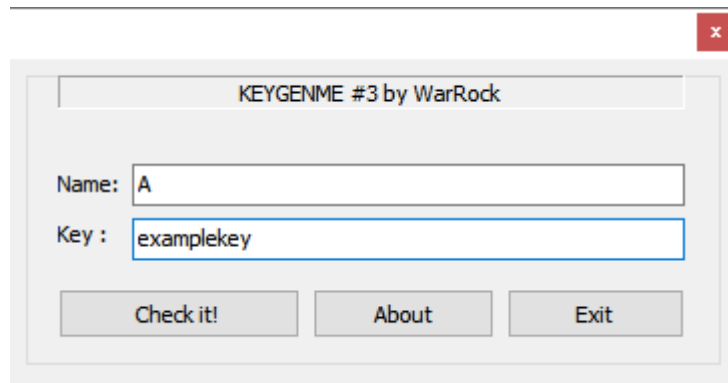 x
KEYGENME #3 by WarRock
Name: A
Key : examplekey
Check it! About Exit